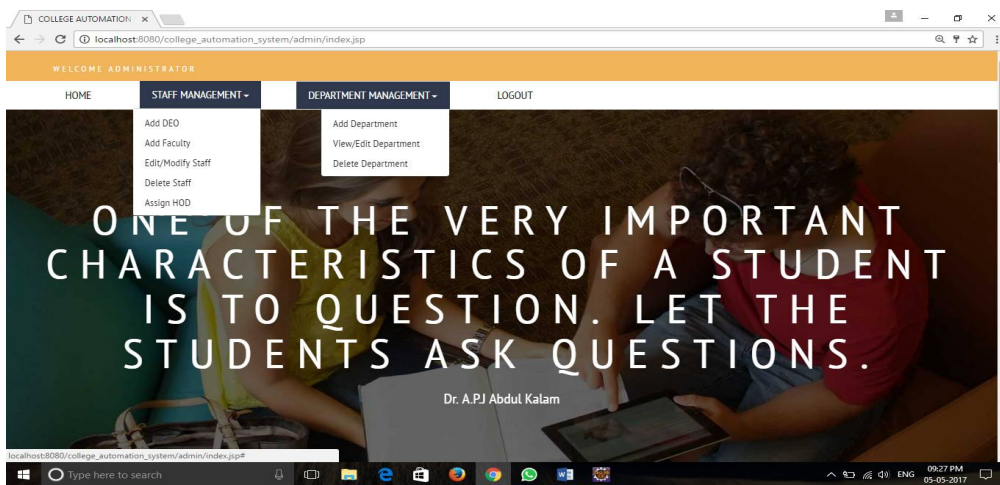 COLLEGE AUTOMATION
localhost:8080/college_automation_system/admin/index.jsp
WELCOME ADMINISTRATOR
HOME STAFF MANAGEMENT DEPARTMENT MANAGEMENT LOGOUT
Add DEO
Add Faculty
Edit/Modify Staff
Delete Staff
Assign HOD
Add Department
View/Edit Department
Delete Department
ONE OF THE VERY IMPORTANT
CHARACTERISTICS OF A STUDENT
IS TO QUESTION. LET THE
STUDENTS ASK QUESTIONS.
Dr. A.P.J Abdul Kalam
localhost:8080/college_automation_system/admin/index.jsp#
Type here to search
ENG
09:27 PM
05-05-2017